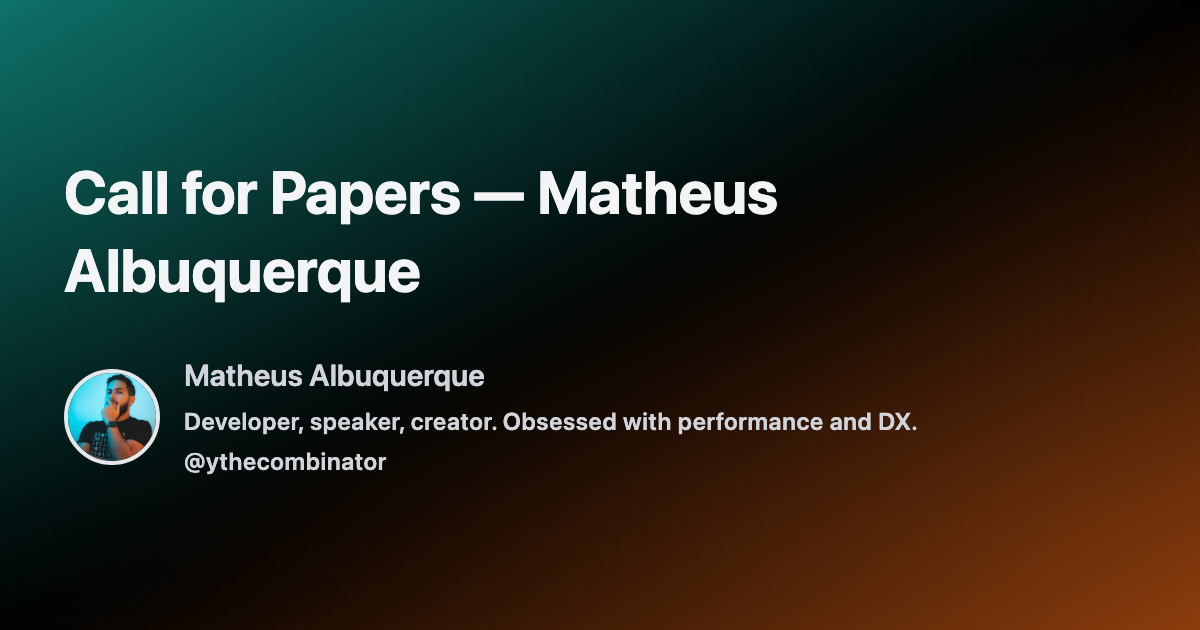 Call for Papers — Matheus
Albuquerque
Matheus Albuquerque
Developer, speaker, creator. Obsessed with performance and DX.
@ythecombinator